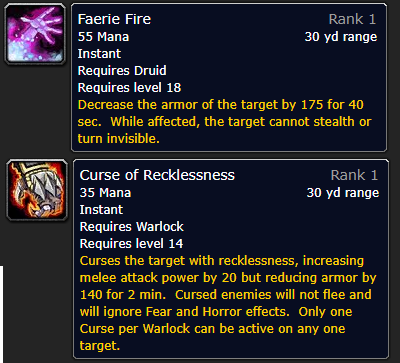 Faerie Fire Rank 1
55 Mana 30 yd range
Instant
Requires Druid
Requires level 18
Decrease the armor of the target by 175 for 40
sec. While affected, the target cannot stealth or
turn invisible.
Curse of Recklessness Rank 1
35 Mana 30 yd range
Instant
Requires Warlock
Requires level 14
Curses the target with recklessness, increasing
melee attack power by 20 but reducing armor by
140 for 2 min. Cursed enemies will not flee and
will ignore Fear and Horror effects. Only one
Curse per Warlock can be active on any one
target.